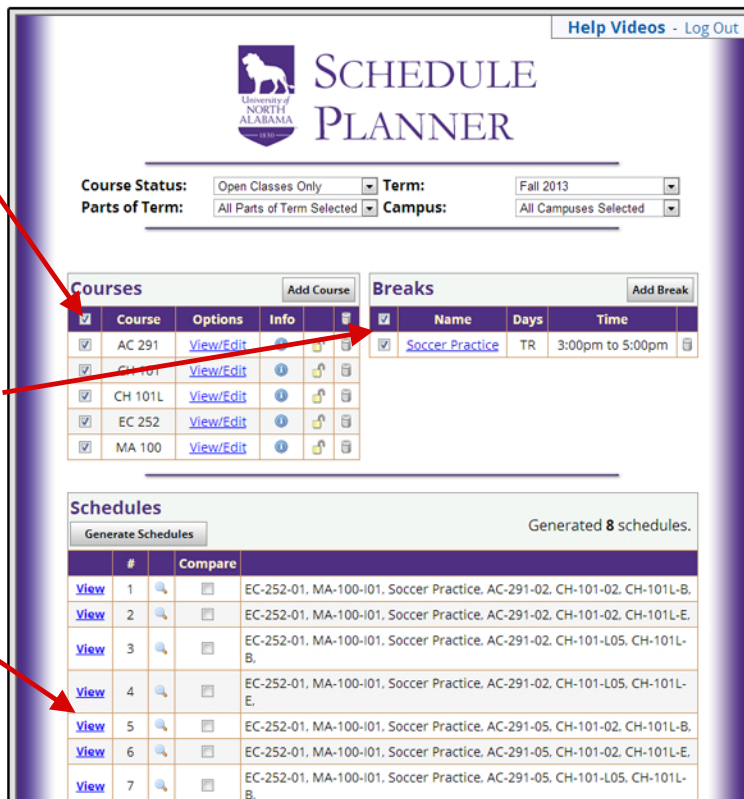 Help Videos - Log Out
University of
NORTH
ALABAMA
1830
SCHEDULE
PLANNER
Course Status: Open Classes Only Term: Fall 2013
Parts of Term: All Parts of Term Selected Campus: All Campuses Selected
Courses Add Course Breaks Add Break
Course Options Info Name Days Time
AC 291 View/Edit Soccer Practice TR 3:00pm to 5:00pm
CH 101 View/Edit
CH 101L View/Edit
EC 252 View/Edit
MA 100 View/Edit
Schedules
Generate Schedules Generated 8 schedules.
# Compare
View 1 EC-252-01, MA-100-I01, Soccer Practice, AC-291-02, CH-101-02, CH-101L-B,
View 2 EC-252-01, MA-100-I01, Soccer Practice, AC-291-02, CH-101-02, CH-101L-E,
View 3 EC-252-01, MA-100-I01, Soccer Practice, AC-291-02, CH-101-L05, CH-101L-
B,
View 4 EC-252-01, MA-100-I01, Soccer Practice, AC-291-02, CH-101-L05, CH-101L-
E,
View 5 EC-252-01, MA-100-I01, Soccer Practice, AC-291-05, CH-101-02, CH-101L-B,
View 6 EC-252-01, MA-100-I01, Soccer Practice, AC-291-05, CH-101-02, CH-101L-E,
View 7 EC-252-01, MA-100-I01, Soccer Practice, AC-291-05, CH-101-L05, CH-101L-
B,